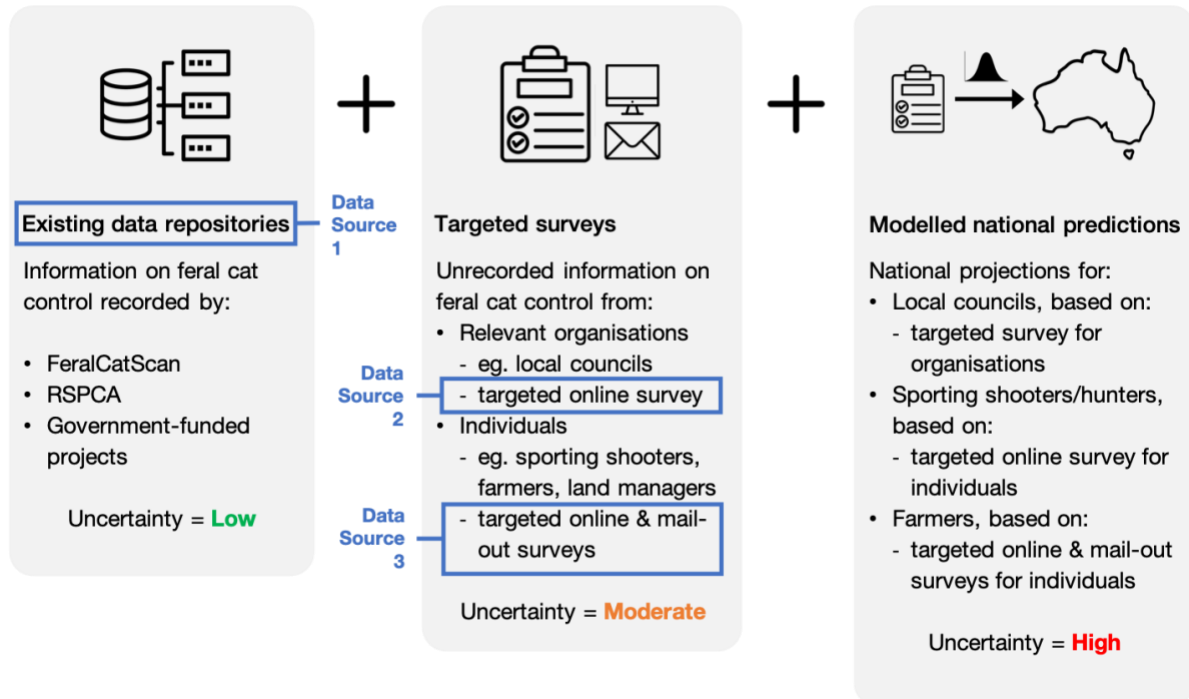 Existing data repositories
Information on feral cat
control recorded by:
• FeralCatScan
• RSPCA
• Government-funded
projects
Uncertainty = Low
Data
Source
1
Targeted surveys
Unrecorded information on
feral cat control from:
• Relevant organisations
- eg. local councils
- targeted online survey
Data
Source
2
• Individuals
- eg. sporting shooters,
farmers, land managers
- targeted online & mail-
out surveys
Data
Source
3
Uncertainty = Moderate
Modelled national predictions
National projections for:
• Local councils, based on:
- targeted survey for
organisations
• Sporting shooters/hunters,
based on:
- targeted online survey for
individuals
• Farmers, based on:
- targeted online & mail-out
surveys for individuals
Uncertainty = High